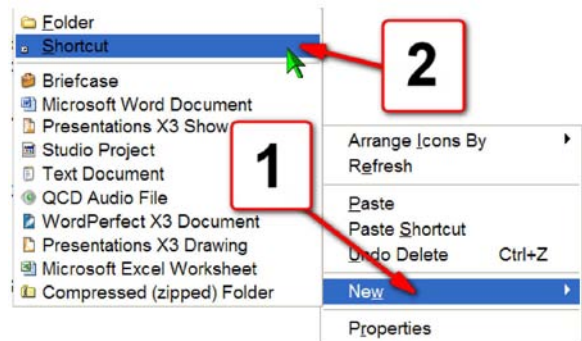 Folder
Shortcut
Briefcase
Microsoft Word Document
Presentations X3 Show
Studio Project
Text Document
QCD Audio File
WordPerfect X3 Document
Presentations X3 Drawing
Microsoft Excel Worksheet
Compressed (zipped) Folder
2
1
Arrange Icons By
Refresh
Paste
Paste Shortcut
Undo Delete Ctrl+Z
New
Properties